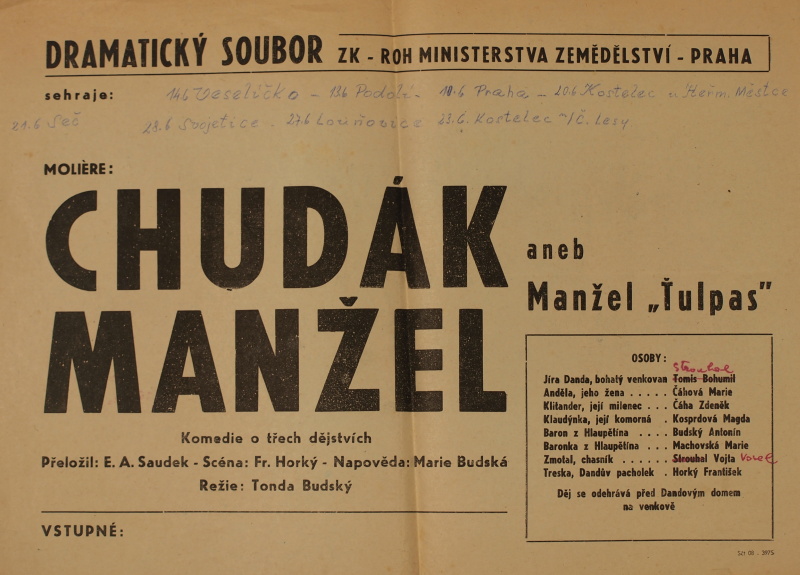 DRAMATICKÝ SOUBOR ZK - ROH MINISTERSTVA ZEMĚDĚLSTVÍ - PRAHA
sehraje: 14.6 Veselíčko - 13.6 Podolí - 10.6 Praha - 20.6 Kostelec u Heřm. Městce
21.6 Seč 28.6 Svojetice - 27.6 Louňovice 23.6. Kostelec n/Č. Lesy
MOLIÈRE:
CHUDÁK
MANŽEL
aneb
Manžel „Ťulpas"
Komedie o třech dějstvích
Přeložil: E. A. Saudek - Scéna: Fr. Horký - Napověda: Marie Budská
Režie: Tonda Budský
VSTUPNÉ:
OSOBY:
Strouhal
Jíra Danda, bohatý venkovan Tomis Bohumil
Anděla, jeho žena . . . . . Čáhová Marie
Klitander, její milenec . . . Čáha Zdeněk
Klaudýnka, její komorná . Kosprdová Magda
Baron z Hlaupětína . . . . Budský Antonín
Baronka z Hlaupětína . . . Machovská Marie
Zmotal, chasník . . . . . . Strouhal Vojta
Treska, Dandův pacholek . Horký František
Děj se odehrává před Dandovým domem
na venkově